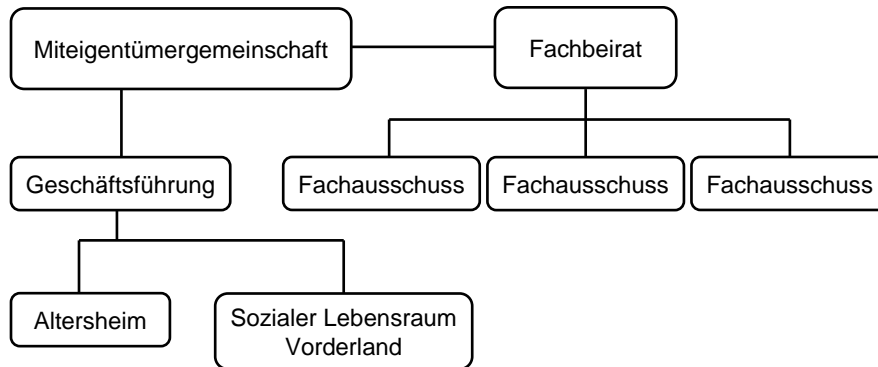 Miteigentümergemeinschaft
Fachbeirat
Geschäftsführung
Fachausschuss
Fachausschuss
Fachausschuss
Altersheim
Sozialer Lebensraum
Vorderland